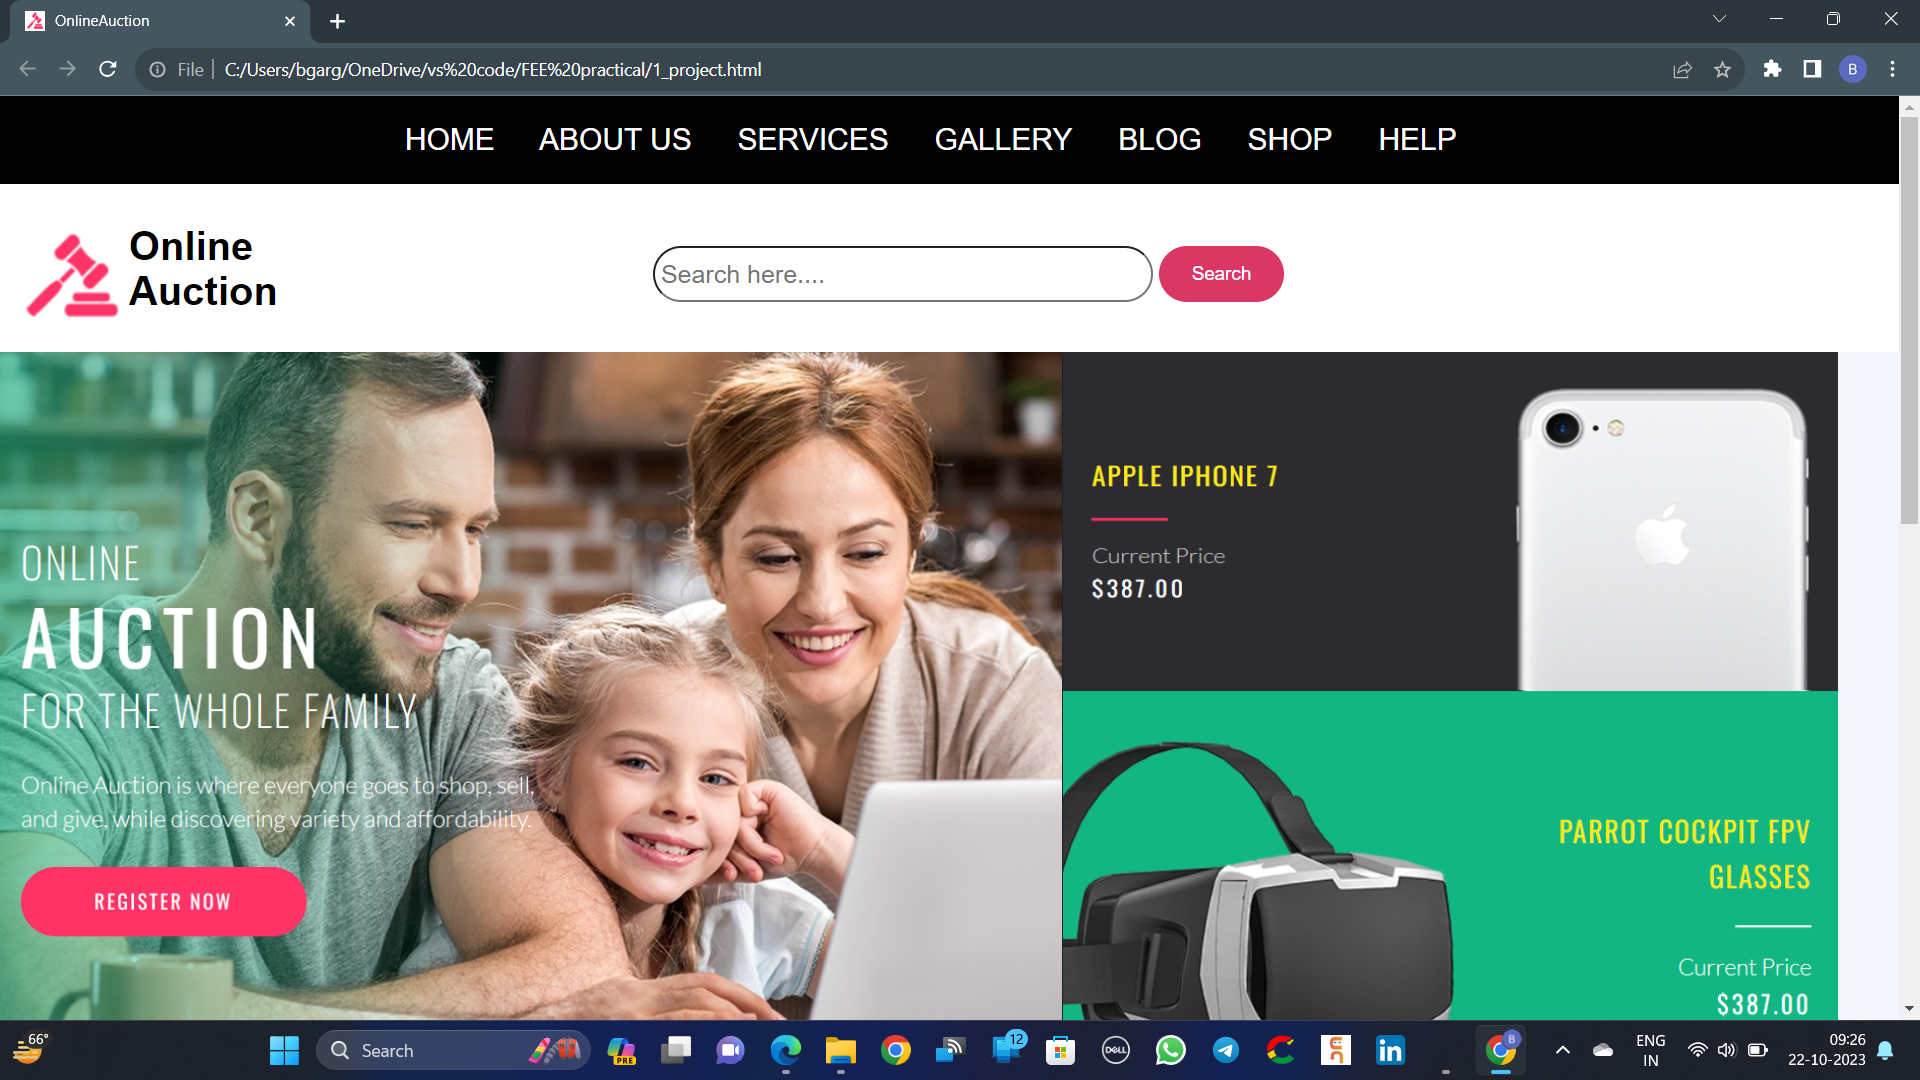 OnlineAuction
File
C:/Users/bgarg/OneDrive/vs%20code/FEE%20practical/1_project.html
B
HOME ABOUT US SERVICES GALLERY BLOG SHOP HELP
Online
Auction
Search here....
Search
ONLINE
AUCTION
FOR THE WHOLE FAMILY
Online Auction is where everyone goes to shop, sell,
and give, while discovering variety and affordability.
REGISTER NOW
APPLE IPHONE 7
Current Price
$387.00
PARROT COCKPIT FPV
GLASSES
Current Price
$387.00
66°
Search
PRE
12
DELL
in
B
ENG
IN
09:26
22-10-2023